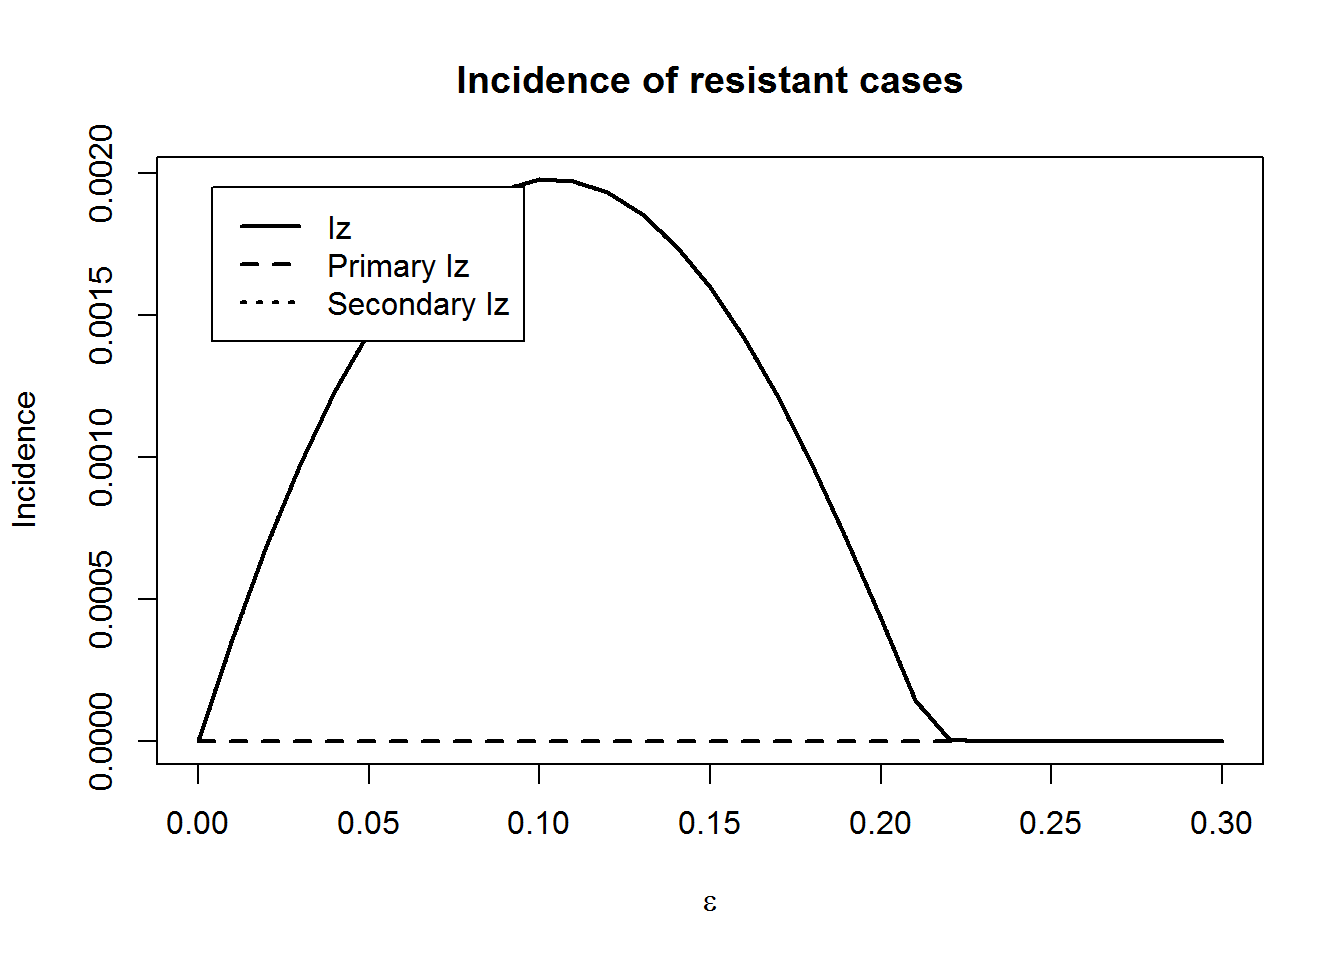 Incidence of resistant cases
Iz
Primary Iz
Secondary Iz
Incidence
0.0020
0.0015
0.0010
0.0005
0.0000
0.00 0.05 0.10 0.15 0.20 0.25 0.30
ε